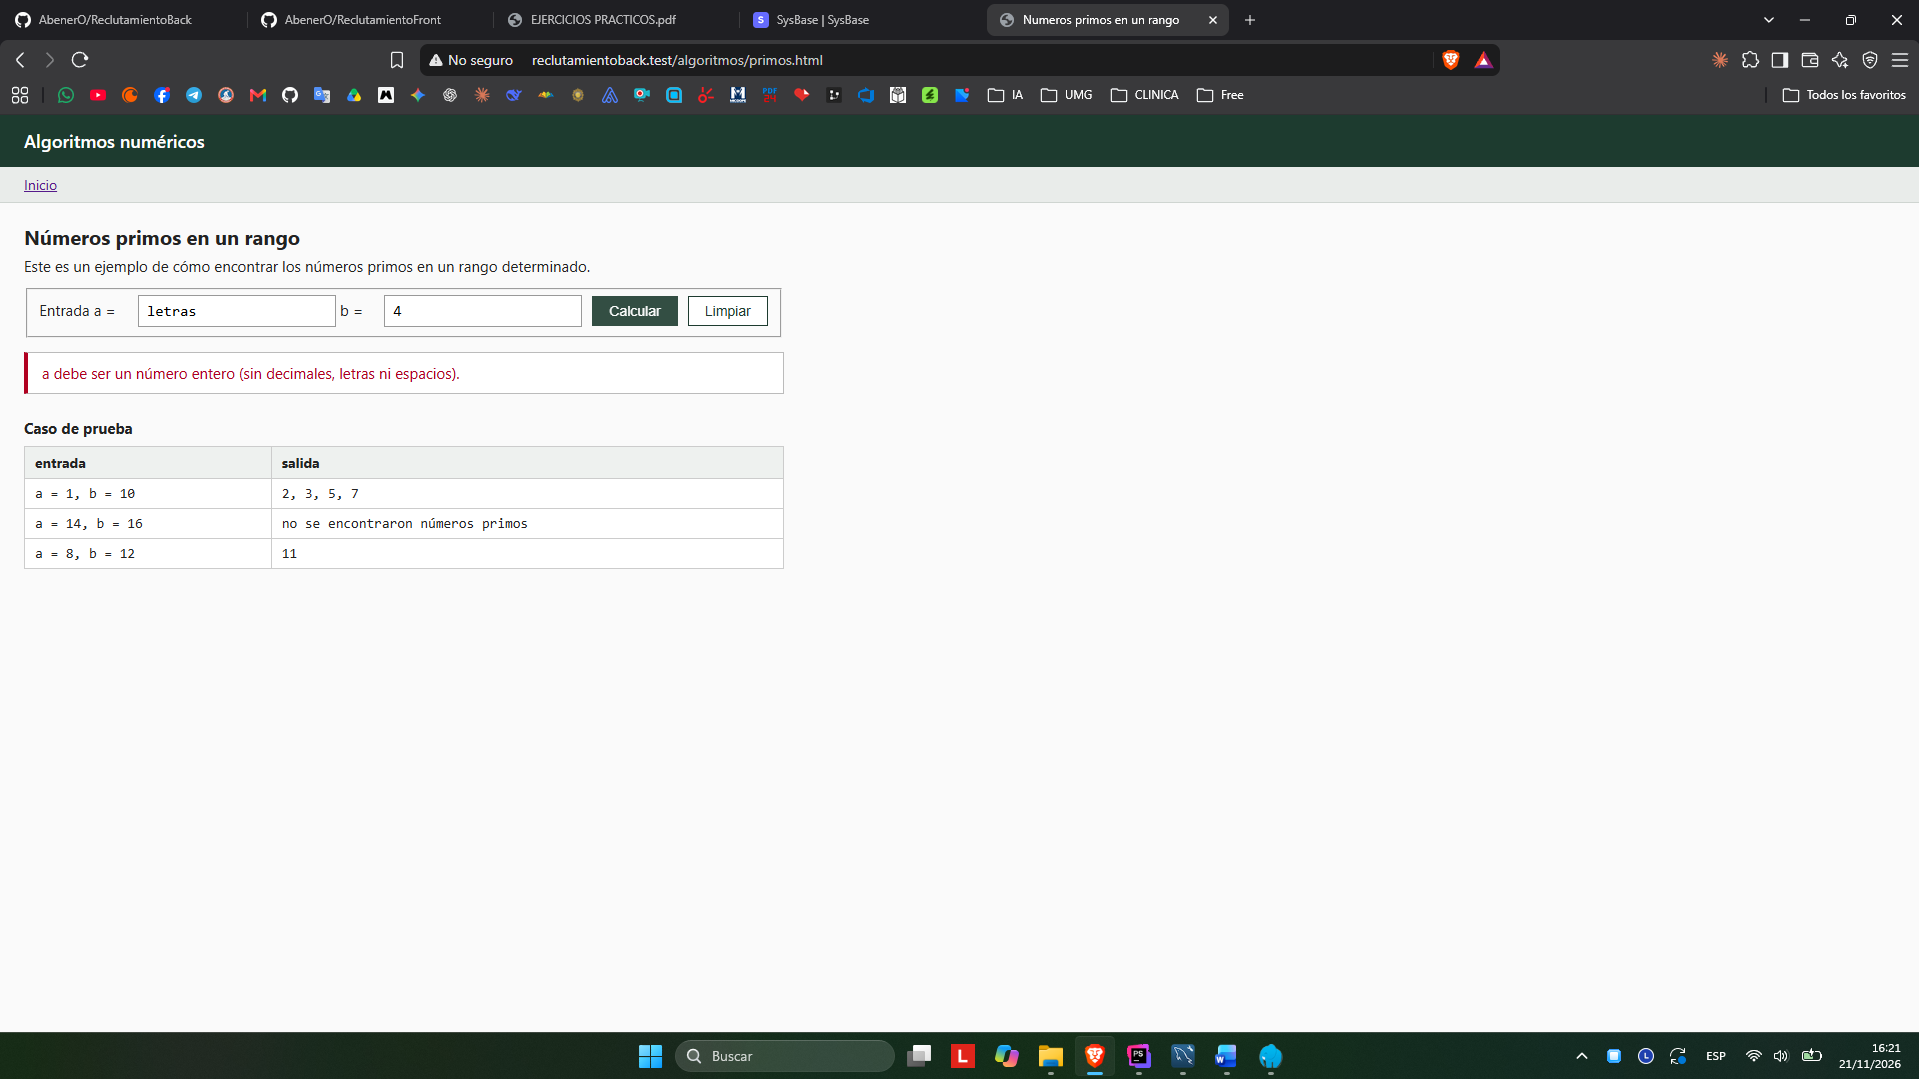 AbenerO/ReclutamientoBack
AbenerO/ReclutamientoFront
EJERCICIOS PRACTICOS.pdf
S SysBase | SysBase
Numeros primos en un rango
No seguro reclutamientoback.test/algoritmos/primos.html
IA
UMG
CLINICA
Free
Todos los favoritos
Algoritmos numéricos
Inicio
Números primos en un rango
Este es un ejemplo de cómo encontrar los números primos en un rango determinado.
Entrada a = letras b = 4 Calcular Limpiar
a debe ser un número entero (sin decimales, letras ni espacios).
Caso de prueba
entrada salida
a = 1, b = 10 2, 3, 5, 7
a = 14, b = 16 no se encontraron números primos
a = 8, b = 12 11
Buscar
L
PS
W
L
ESP
16:21
21/11/2026